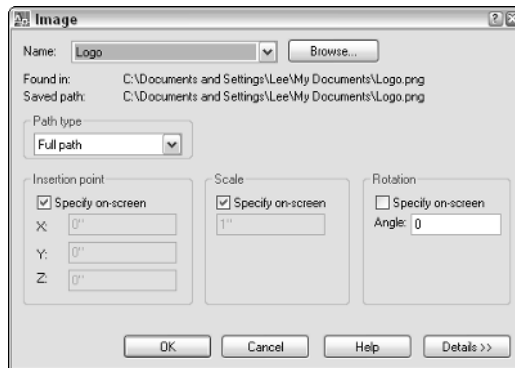 Image
Name: Logo Browse...
Found in: C:\Documents and Settings\Lee\My Documents\Logo.png
Saved path: C:\Documents and Settings\Lee\My Documents\Logo.png
Path type
Full path
Insertion point Scale Rotation
Specify on-screen Specify on-screen Specify on-screen
X: 0" 1" Angle: 0
Y: 0"
Z: 0"
OK Cancel Help Details >>